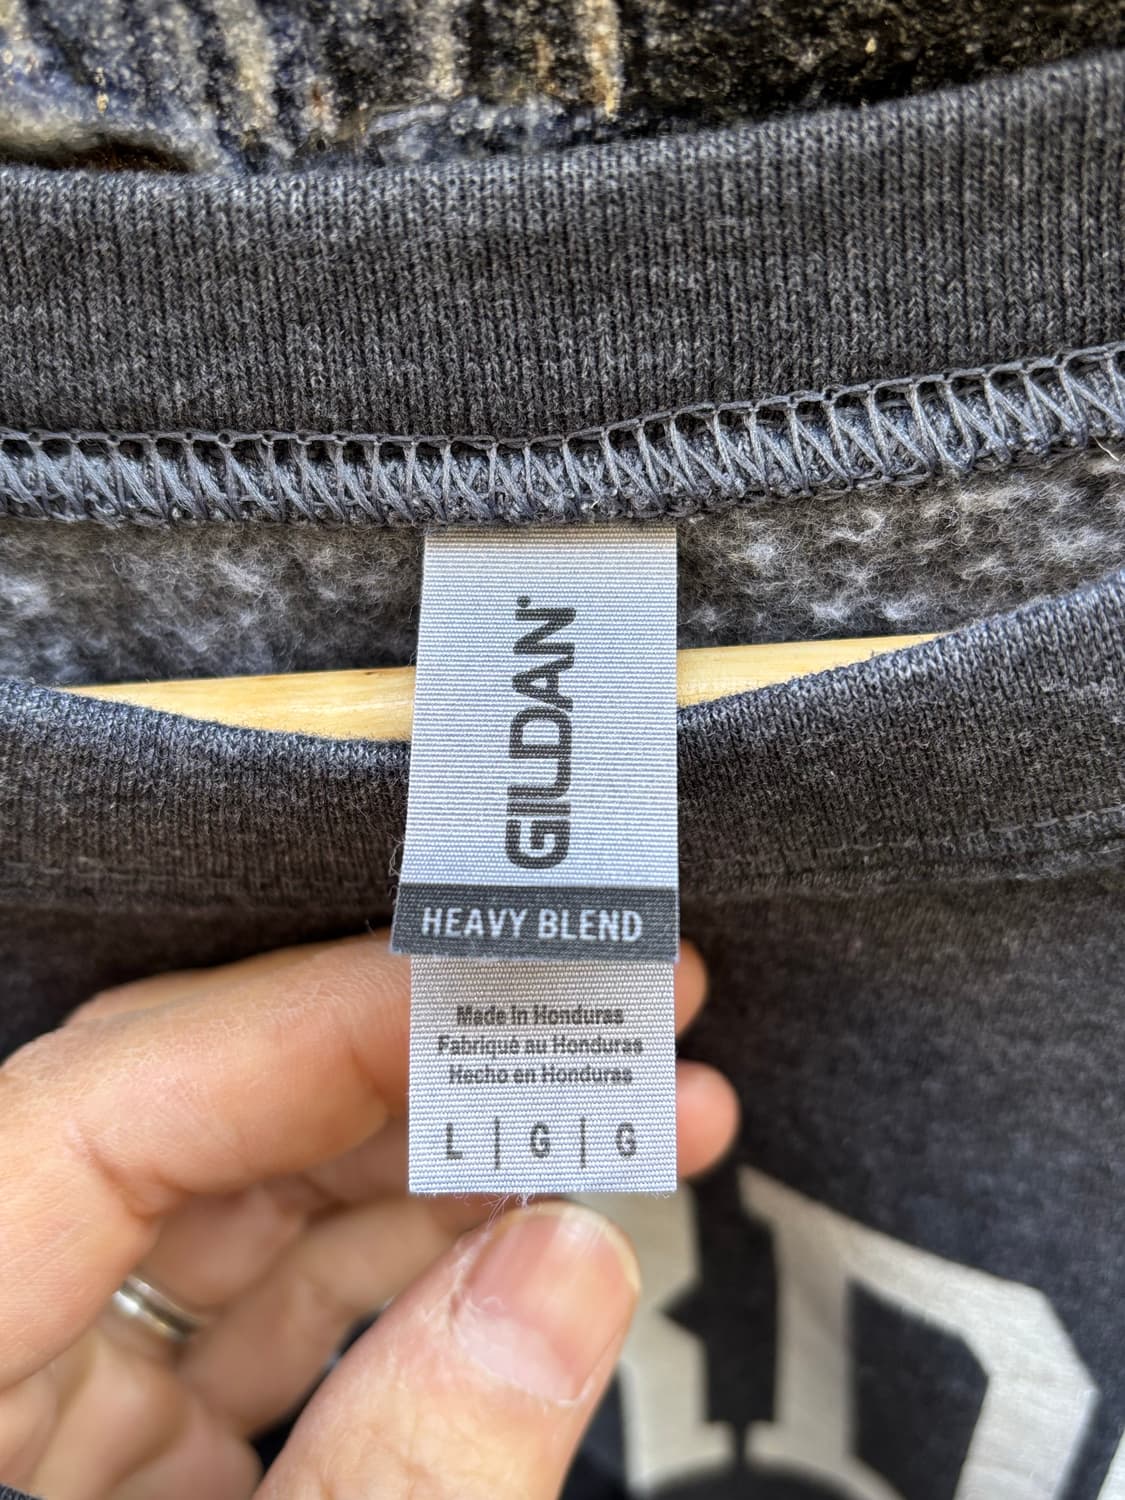 GILDAN
HEAVY BLEND
Made in Honduras
Fabriqué au Honduras
Hecho en Honduras
L | G | G